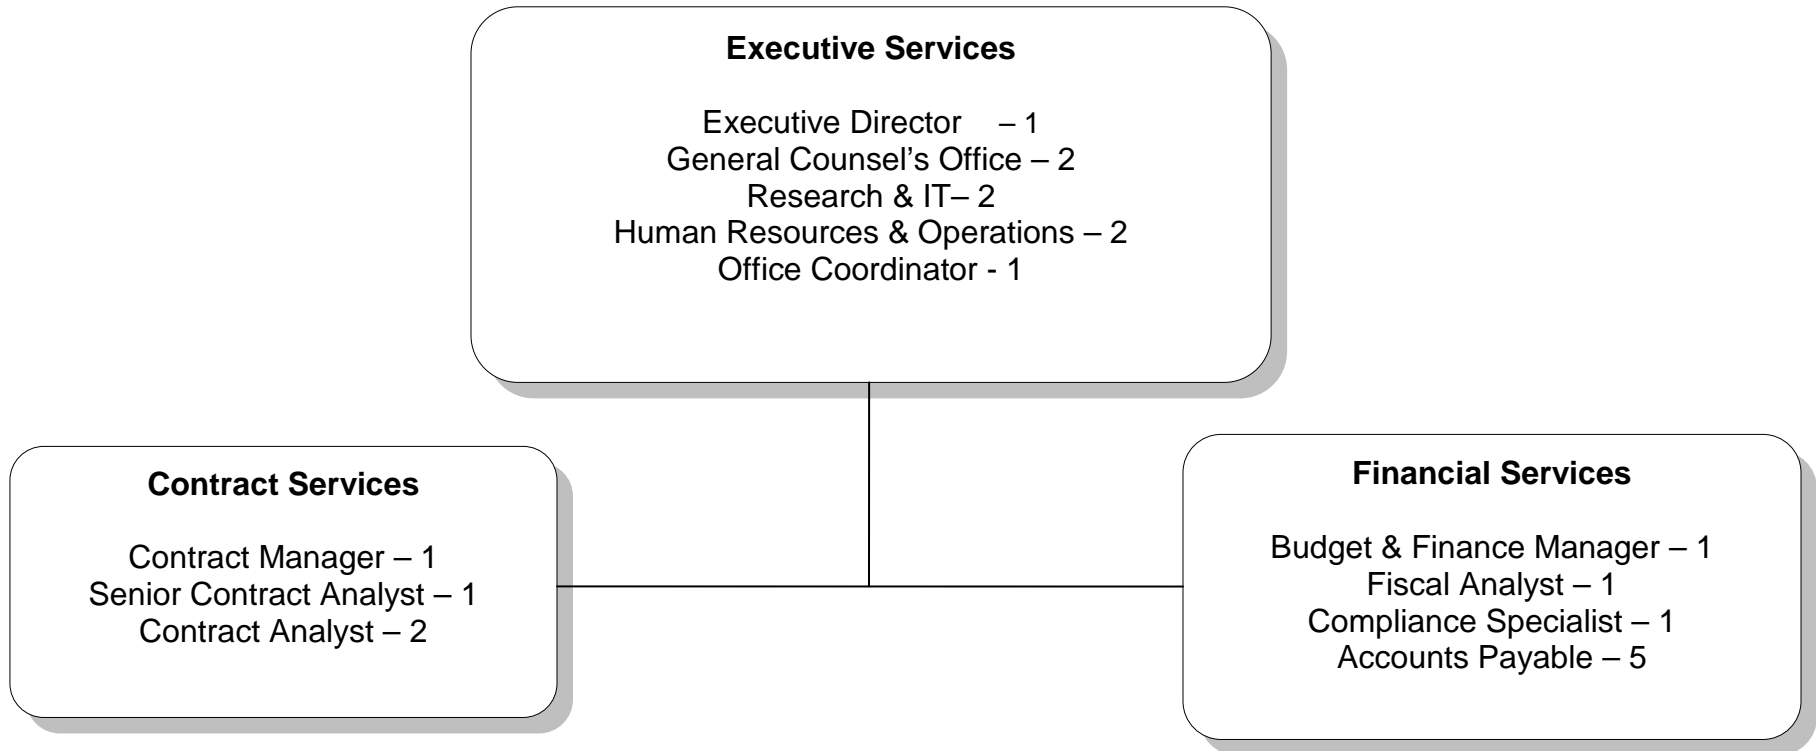 Executive Services
Executive Director – 1
General Counsel’s Office – 2
Research & IT– 2
Human Resources & Operations – 2
Office Coordinator - 1
Contract Services
Contract Manager – 1
Senior Contract Analyst – 1
Contract Analyst – 2
Financial Services
Budget & Finance Manager – 1
Fiscal Analyst – 1
Compliance Specialist – 1
Accounts Payable – 5